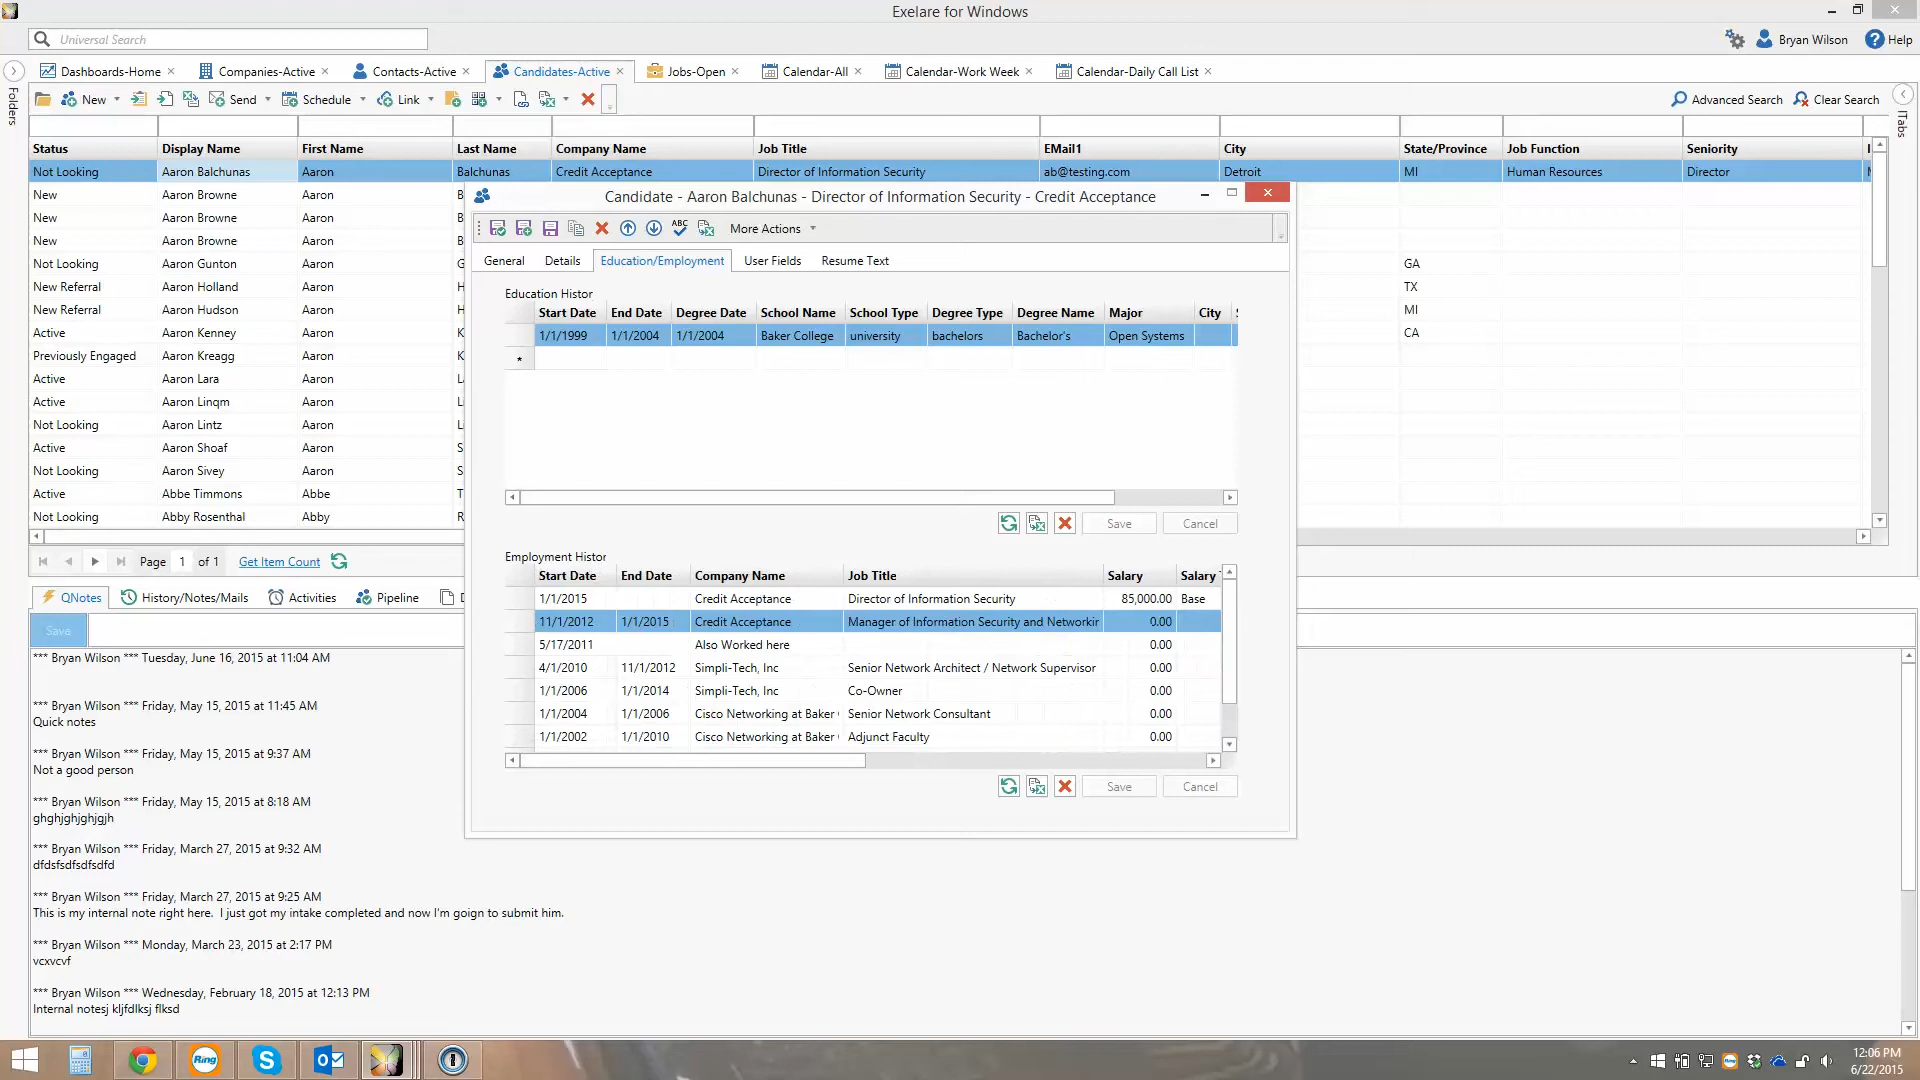 Exelare for Windows
Universal Search
Bryan Wilson
Help
Dashboards-Home
Companies-Active
Contacts-Active
Candidates-Active
Jobs-Open
Calendar-All
Calendar-Work Week
Calendar-Daily Call List
Folders
New
Send
Schedule
Link
Advanced Search
Clear Search
ITabs
Status Display Name First Name Last Name Company Name Job Title EMail1 City State/Province Job Function Seniority
Not Looking Aaron Balchunas Aaron Balchunas Credit Acceptance Director of Information Security ab@testing.com Detroit MI Human Resources Director
New Aaron Browne Aaron B
New Aaron Browne Aaron B
New Aaron Browne Aaron B
Not Looking Aaron Gunton Aaron G GA
New Referral Aaron Holland Aaron H TX
New Referral Aaron Hudson Aaron H MI
Active Aaron Kenney Aaron K CA
Previously Engaged Aaron Kreagg Aaron K
Active Aaron Lara Aaron L
Active Aaron Linqm Aaron L
Not Looking Aaron Lintz Aaron L
Active Aaron Shoaf Aaron S
Not Looking Aaron Sivey Aaron S
Active Abbe Timmons Abbe T
Not Looking Abby Rosenthal Abby R
Page 1 of 1 Get Item Count
QNotes
History/Notes/Mails
Activities
Pipeline
D
Save
*** Bryan Wilson *** Tuesday, June 16, 2015 at 11:04 AM
*** Bryan Wilson *** Friday, May 15, 2015 at 11:45 AM
Quick notes
*** Bryan Wilson *** Friday, May 15, 2015 at 9:37 AM
Not a good person
*** Bryan Wilson *** Friday, May 15, 2015 at 8:18 AM
ghghjghjghjgjh
*** Bryan Wilson *** Friday, March 27, 2015 at 9:32 AM
dfdsfsdfsdfsdfd
*** Bryan Wilson *** Friday, March 27, 2015 at 9:25 AM
This is my internal note right here. I just got my intake completed and now I'm goign to submit him.
*** Bryan Wilson *** Monday, March 23, 2015 at 2:17 PM
vcxvcvf
*** Bryan Wilson *** Wednesday, February 18, 2015 at 12:13 PM
Internal notesj kljfdlksj flksd
Candidate - Aaron Balchunas - Director of Information Security - Credit Acceptance
ABC
More Actions
General
Details
Education/Employment
User Fields
Resume Text
Education Histor
Start Date End Date Degree Date School Name School Type Degree Type Degree Name Major City
1/1/1999 1/1/2004 1/1/2004 Baker College university bachelors Bachelor's Open Systems
*
Save
Cancel
Employment Histor
Start Date End Date Company Name Job Title Salary Salary
1/1/2015 Credit Acceptance Director of Information Security 85,000.00 Base
11/1/2012 1/1/2015 Credit Acceptance Manager of Information Security and Networkir 0.00
5/17/2011 Also Worked here 0.00
4/1/2010 11/1/2012 Simpli-Tech, Inc Senior Network Architect / Network Supervisor 0.00
1/1/2006 1/1/2014 Simpli-Tech, Inc Co-Owner 0.00
1/1/2004 1/1/2006 Cisco Networking at Baker Senior Network Consultant 0.00
1/1/2002 1/1/2010 Cisco Networking at Baker Adjunct Faculty 0.00
Save
Cancel
Ring
12:06 PM
6/22/2015